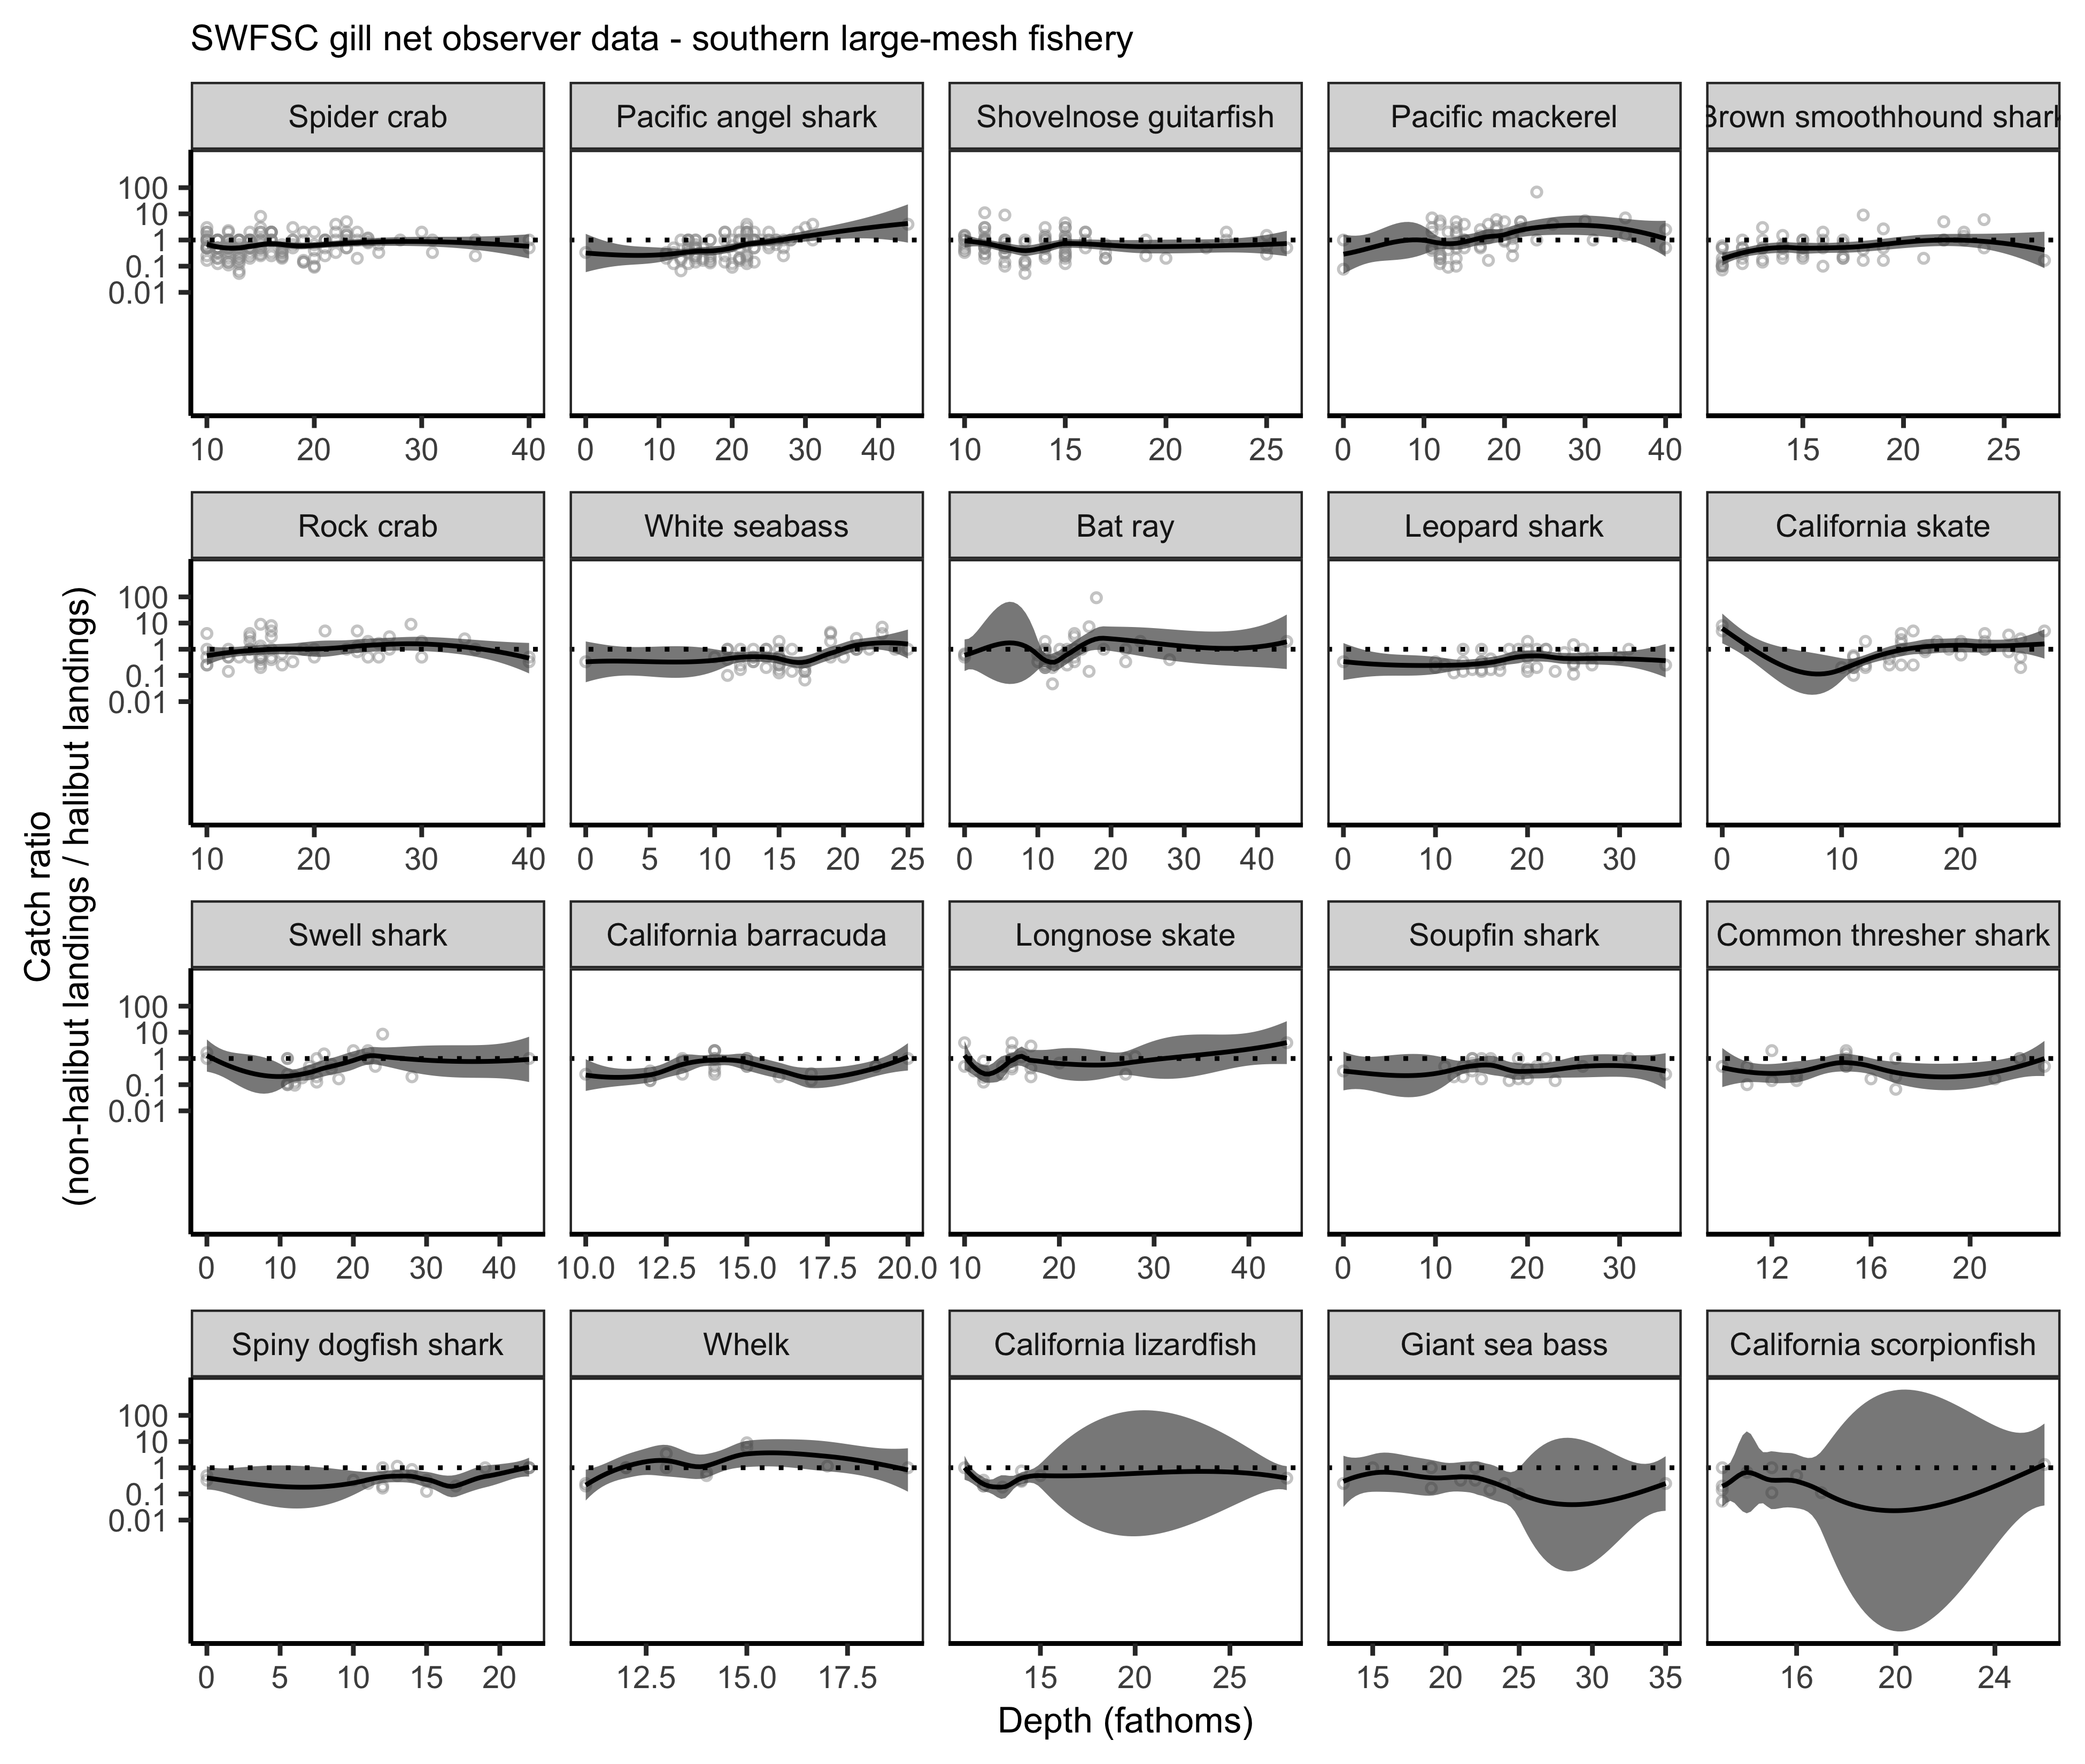 SWFSC gill net observer data - southern large-mesh fishery
Spider crab Pacific angel shark Shovelnose guitarfish Pacific mackerel Brown smoothhound shark
100
10
1
0.1
0.01
10 20 30 40 0 10 20 30 40 10 15 20 25 0 10 20 30 40 15 20 25
Rock crab White seabass Bat ray Leopard shark California skate
100
10
1
0.1
0.01
10 20 30 40 0 5 10 15 20 25 0 10 20 30 40 0 10 20 30 0 10 20
Catch ratio
(non-halibut landings / halibut landings)
Swell shark California barracuda Longnose skate Soupfin shark Common thresher shark
100
10
1
0.1
0.01
0 10 20 30 40 10.0 12.5 15.0 17.5 20.0 10 20 30 40 0 10 20 30 12 16 20
Spiny dogfish shark Whelk California lizardfish Giant sea bass California scorpionfish
100
10
1
0.1
0.01
0 5 10 15 20 12.5 15.0 17.5 15 20 25 15 20 25 30 35 16 20 24
Depth (fathoms)